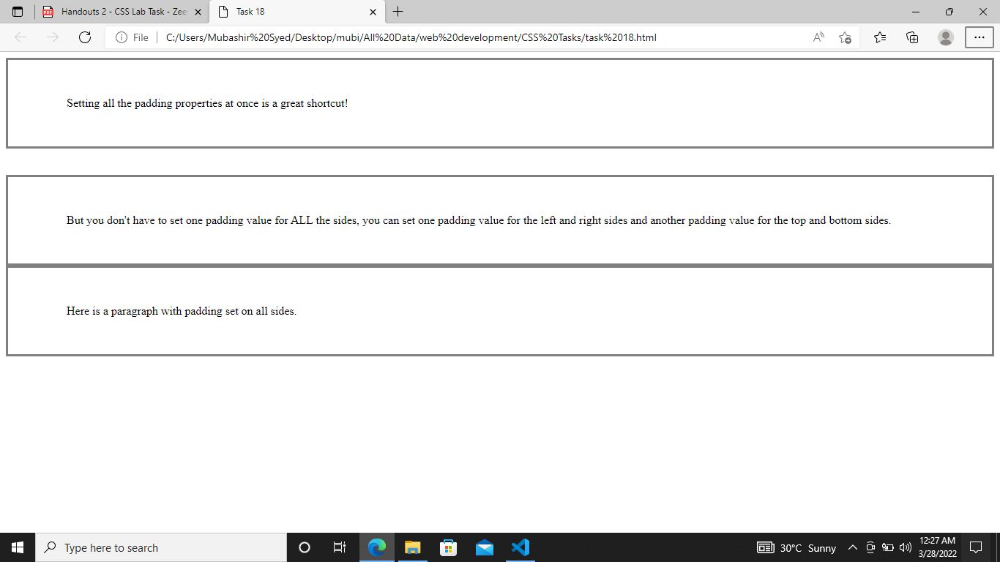 Handouts 2 - CSS Lab Task - Zee
Task 18
File
C:/Users/Mubashir%20Syed/Desktop/mubi/All%20Data/web%20development/CSS%20Tasks/task%2018.html
Setting all the padding properties at once is a great shortcut!
But you don't have to set one padding value for ALL the sides, you can set one padding value for the left and right sides and another padding value for the top and bottom sides.
Here is a paragraph with padding set on all sides.
Type here to search
30°C Sunny
12:27 AM
3/28/2022